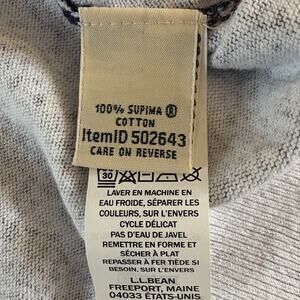 100% SUPIMA ®
COTTON
ItemID 502643
CARE ON REVERSE
30
LAVER EN MACHINE EN
EAU FROIDE, SÉPARER LES
COULEURS, SUR L'ENVERS
CYCLE DÉLICAT
PAS D'EAU DE JAVEL
REMETTRE EN FORME ET
SÉCHER À PLAT
REPASSER À FER TIÈDE SI
BESOIN, SUR L'ENVERS
L.L.BEAN
FREEPORT, MAINE
04033 ÉTATS-UNIS